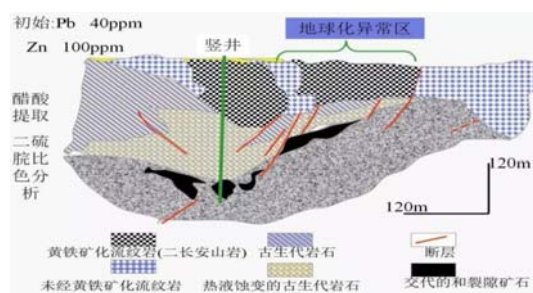 初始:Pb 40ppm
Zn 100ppm
竖井
地球化异常区
醋酸
提取
二硫
脘比
色分
析
120m
120m
黄铁矿化流纹岩(二长安山岩)
古生代岩石
断层
未经黄铁矿化流纹岩
热液蚀变的古生代岩石
交代的和裂隙矿石